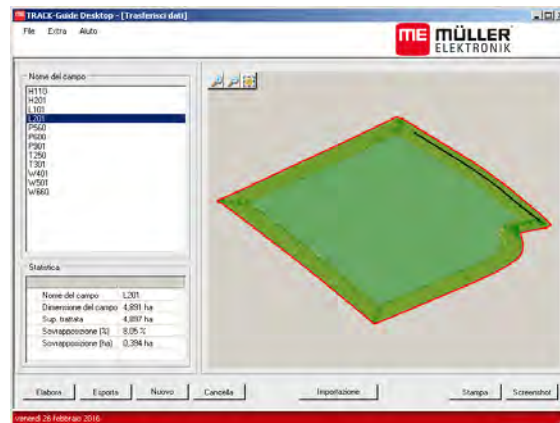 TRACK-Guide Desktop - [Trasferisci dati]
File Extra Aiuto
ME MÜLLER
ELEKTRONIK
Nome del campo
H110
H201
L101
L201
P560
P600
P901
T250
T301
W401
W501
W660
Statistica
Nome del campo L201
Dimensione del campo 4,891 ha
Sup. trattata 4,897 ha
Sovrapposizione [%] 8,05 %
Sovrapposizione [ha] 0,394 ha
Elabora Esporta Nuovo Cancella Importazione Stampa Screenshot
venerdì 26 febbraio 2016